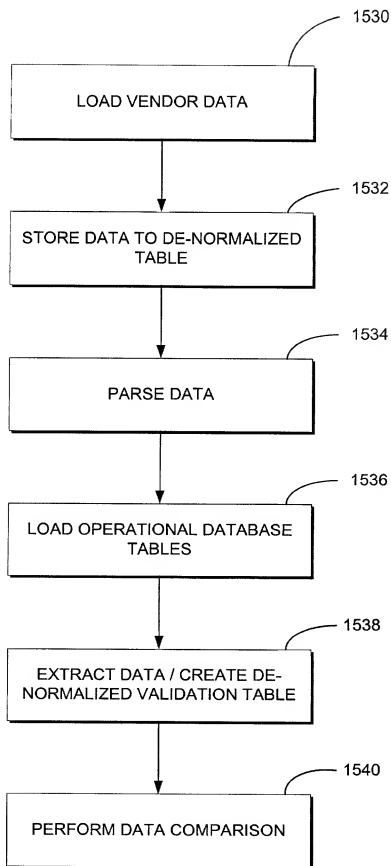 1530
LOAD VENDOR DATA
1532
STORE DATA TO DE-NORMALIZED
TABLE
1534
PARSE DATA
1536
LOAD OPERATIONAL DATABASE
TABLES
1538
EXTRACT DATA / CREATE DE-
NORMALIZED VALIDATION TABLE
1540
PERFORM DATA COMPARISON